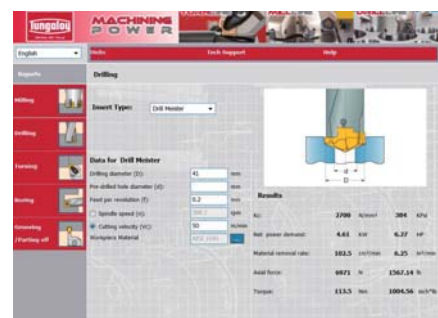 Tungaloy
MACHINING
POWER
English
Tech Support
Help
Reports
Drilling
Milling
Insert Type: Drill Meister
Drilling
Turning
Data for Drill Meister
Drilling diameter (D): 41 mm
Pre-drilled hole diameter (d): mm
Feed per revolution (f): 0.2 mm
Spindle speed (n): rpm
Cutting velocity (VC): 50 m/min
Workpiece Material
Boring
Grooving
/Parting off
d
D
Results
Kc: 2700 N/mm² 384 KPsi
Net power demand: 4.61 KW 6.27 HP
Material removal rate: 102.5 cm³/min 6.25 in³/min
Axial force: 6971 N 1567.14 lb
Torque: 113.5 Nm 1004.56 inch*lb